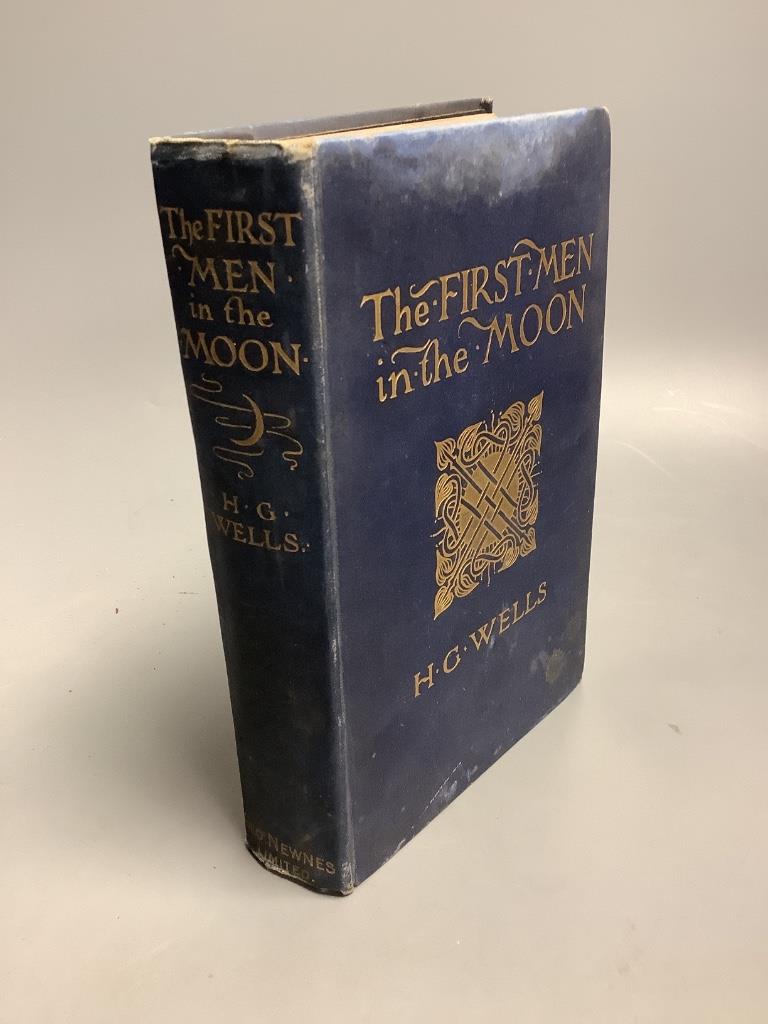 The FIRST
·MEN·
in the
MOON·
H·G·
WELLS·
NEWNES
LIMITED·
The·FIRST·MEN
in·the·MOON
H·G·WELLS